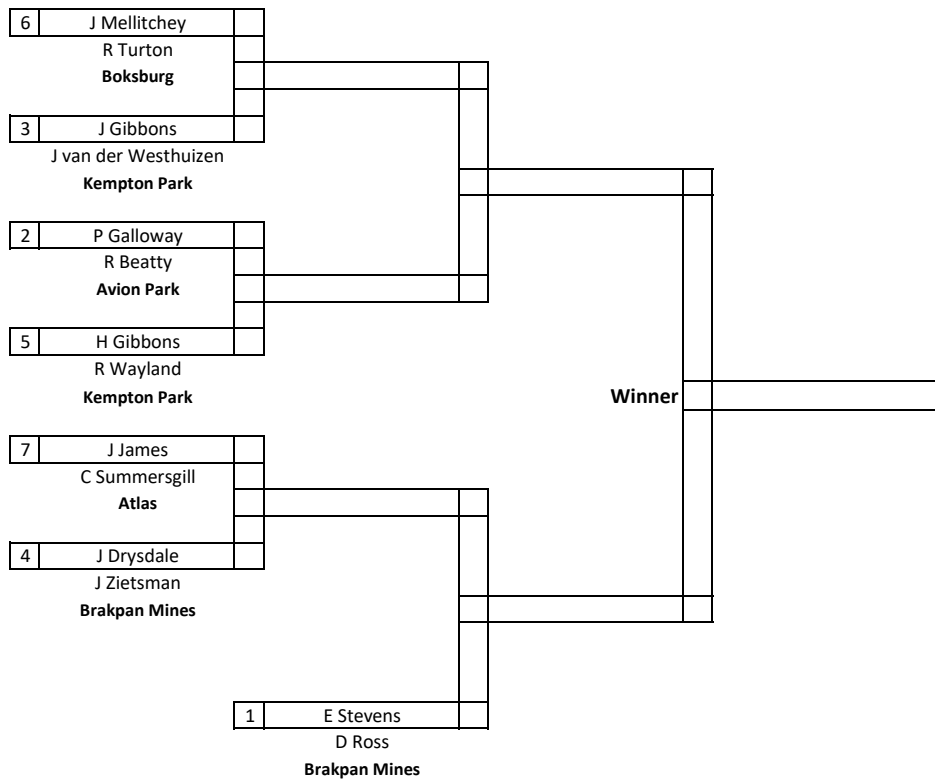 6 J Mellitchey
R Turton
Boksburg
3 J Gibbons
J van der Westhuizen
Kempton Park
2 P Galloway
R Beatty
Avion Park
5 H Gibbons
R Wayland
Kempton Park
Winner
7 J James
C Summersgill
Atlas
4 J Drysdale
J Zietsman
Brakpan Mines
1 E Stevens
D Ross
Brakpan Mines